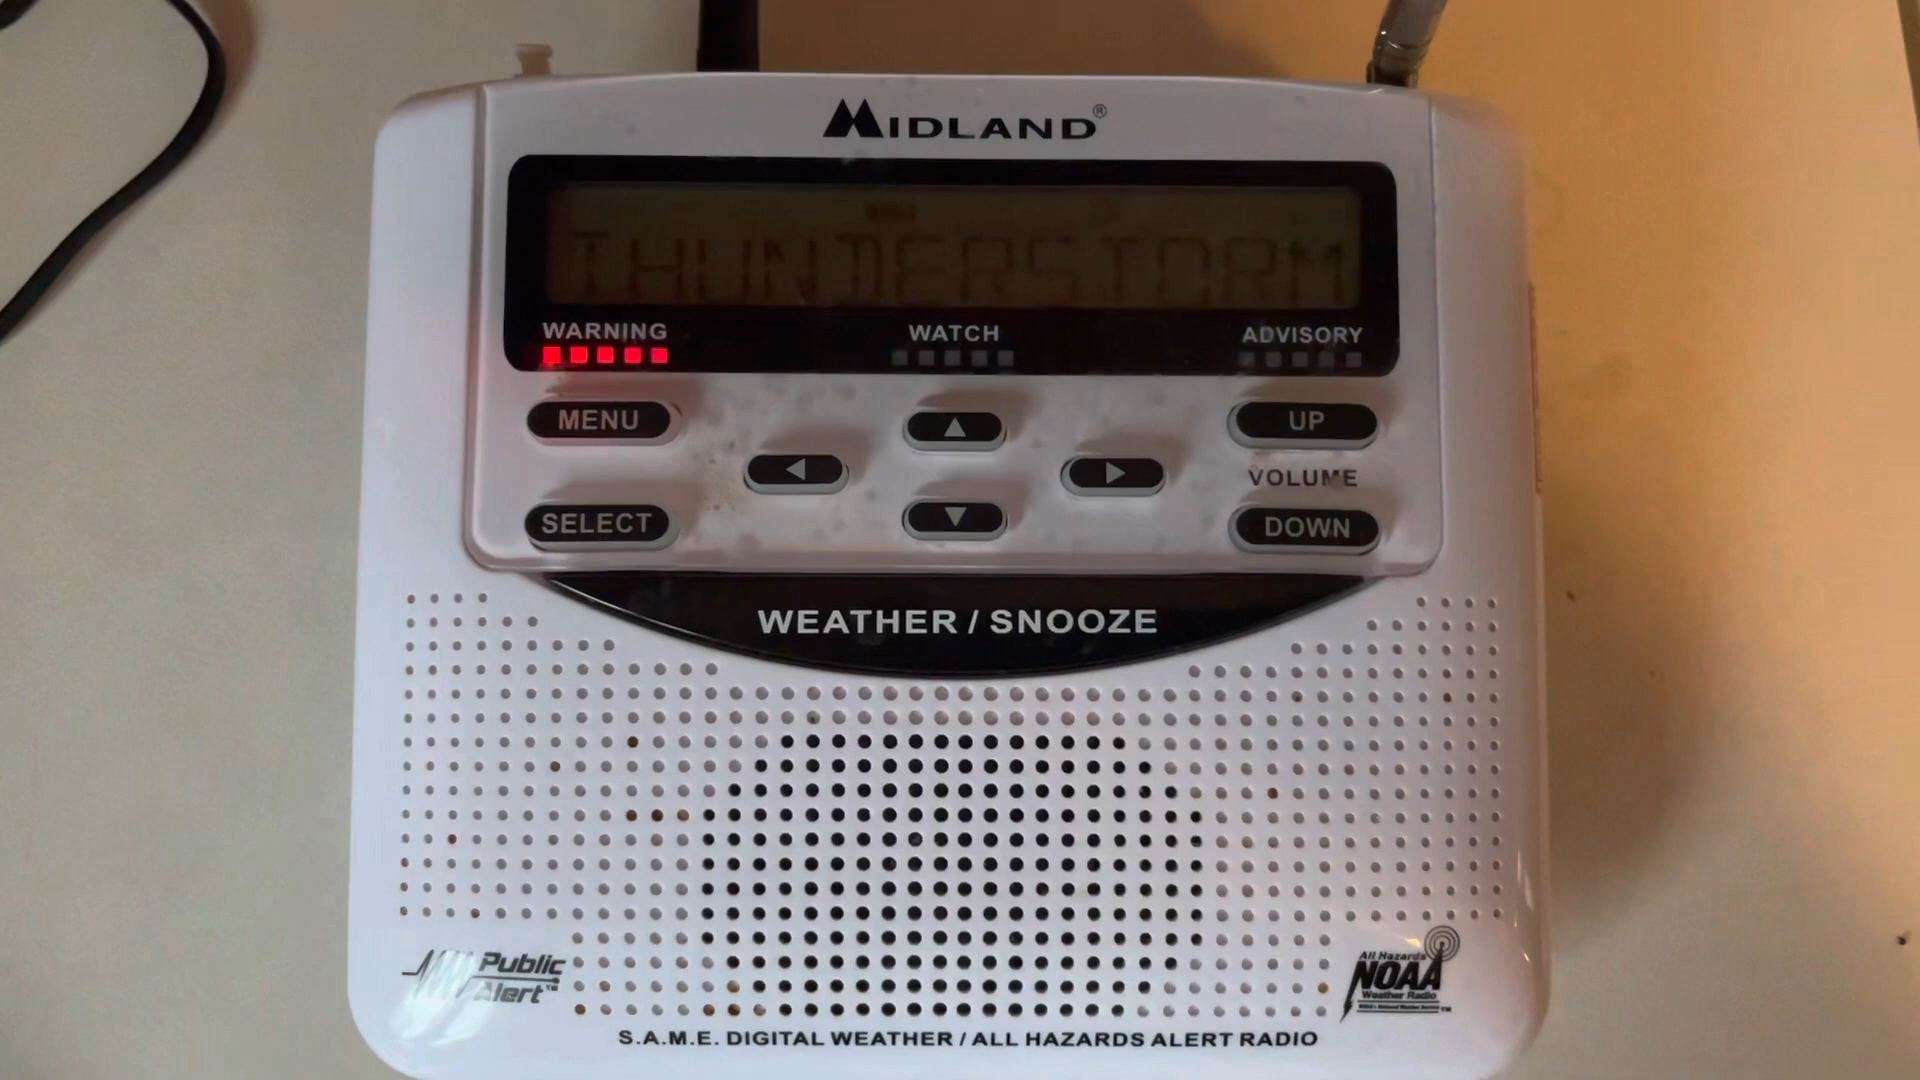 MIDLAND®
THUNDERSTORM
WARNING WATCH ADVISORY
MENU UP
VOLUME
SELECT DOWN
WEATHER / SNOOZE
Public Alert™
All Hazards
NOAA
Weather Radio
S.A.M.E. DIGITAL WEATHER / ALL HAZARDS ALERT RADIO